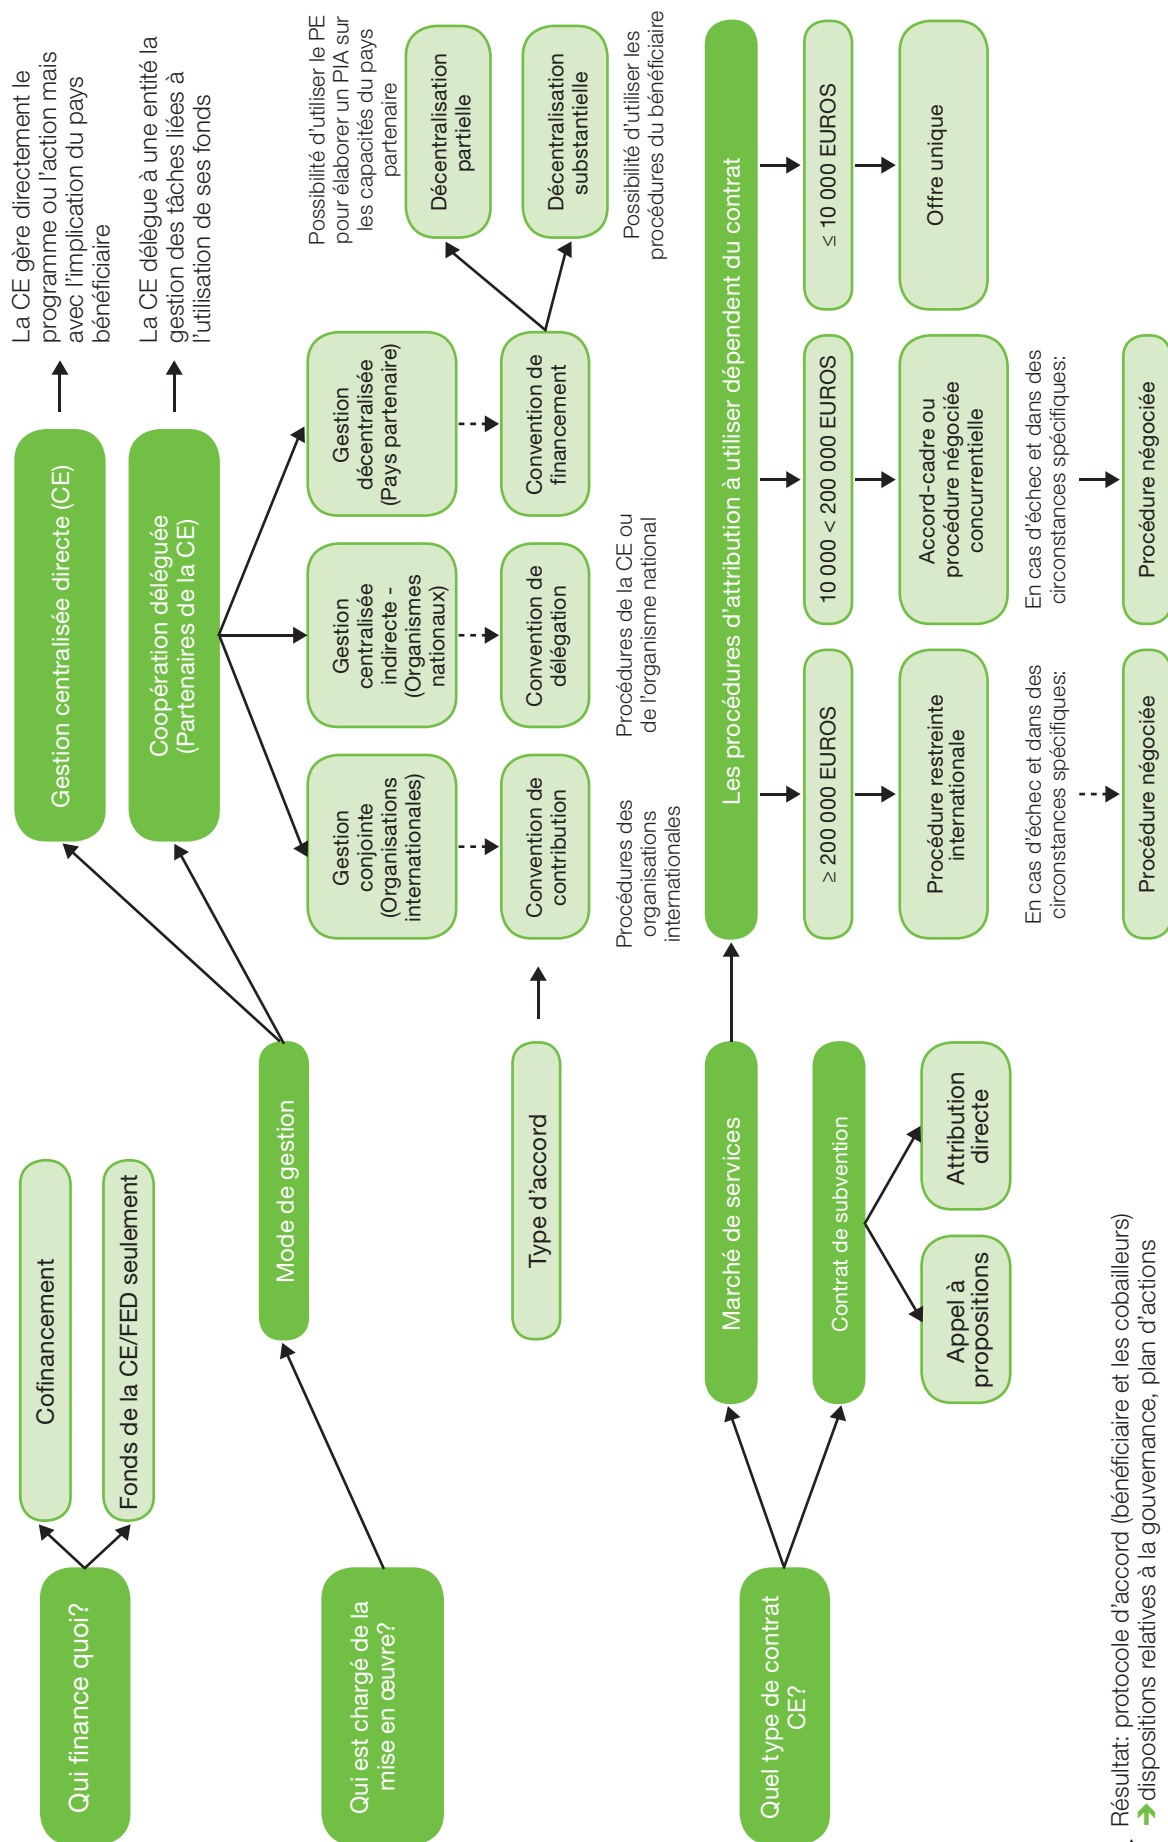 Qui finance quoi?
Cofinancement
Fonds de la CE/FED seulement
Qui est chargé de la
mise en œuvre?
Mode de gestion
Gestion centralisée directe (CE)
La CE gère directement le
programme ou l'action mais
avec l'implication du pays
bénéficiaire
Coopération déléguée
(Partenaires de la CE)
La CE délègue à une entité la
gestion des tâches liées à
l'utilisation de ses fonds
Gestion
conjointe
(Organisations
internationales)
Gestion
centralisée
indirecte -
(Organismes
nationaux)
Gestion
décentralisée
(Pays partenaire)
Possibilité d'utiliser le PE
pour élaborer un PIA sur
les capacités du pays
partenaire
Décentralisation
partielle
Type d'accord
Convention de
contribution
Convention de
délégation
Convention de
financement
Décentralisation
substantielle
Procédures des
organisations
internationales
Procédures de la CE ou
de l'organisme national
Possibilité d'utiliser les
procédures du bénéficiaire
Quel type de contrat
CE?
Marché de services
Les procédures d'attribution à utiliser dépendent du contrat
Contrat de subvention
≥ 200 000 EUROS
10 000 < 200 000 EUROS
≤ 10 000 EUROS
Appel à
propositions
Attribution
directe
Procédure restreinte
internationale
Accord-cadre ou
procédure négociée
concurrentielle
Offre unique
En cas d'échec et dans des
circonstances spécifiques:
En cas d'échec et dans des
circonstances spécifiques:
Procédure négociée
Procédure négociée
Résultat: protocole d'accord (bénéficiaire et les cobailleurs)
➔ dispositions relatives à la gouvernance, plan d'actions